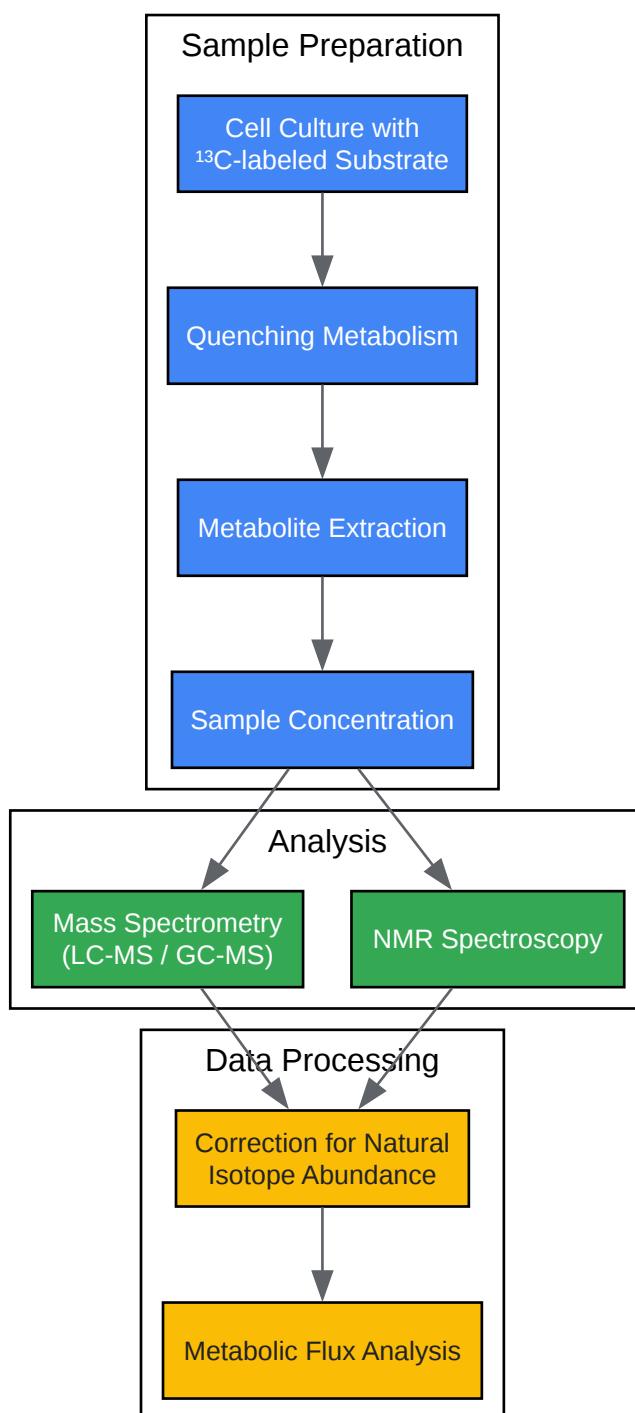 Sample Preparation
Cell Culture with
¹³C-labeled Substrate
Quenching Metabolism
Metabolite Extraction
Sample Concentration
Analysis
Mass Spectrometry
(LC-MS / GC-MS)
NMR Spectroscopy
Data Processing
Correction for Natural
Isotope Abundance
Metabolic Flux Analysis